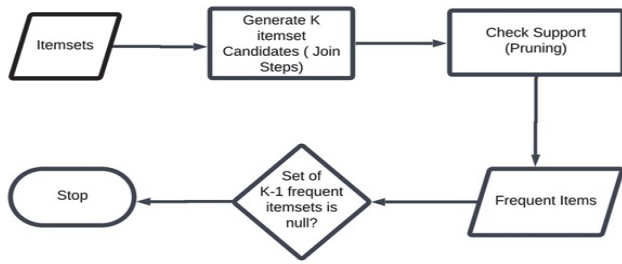 Itemsets
Generate K
itemset
Candidates ( Join
Steps)
Check Support
(Pruning)
Stop
Set of
K-1 frequent
itemsets is
null?
Frequent Items